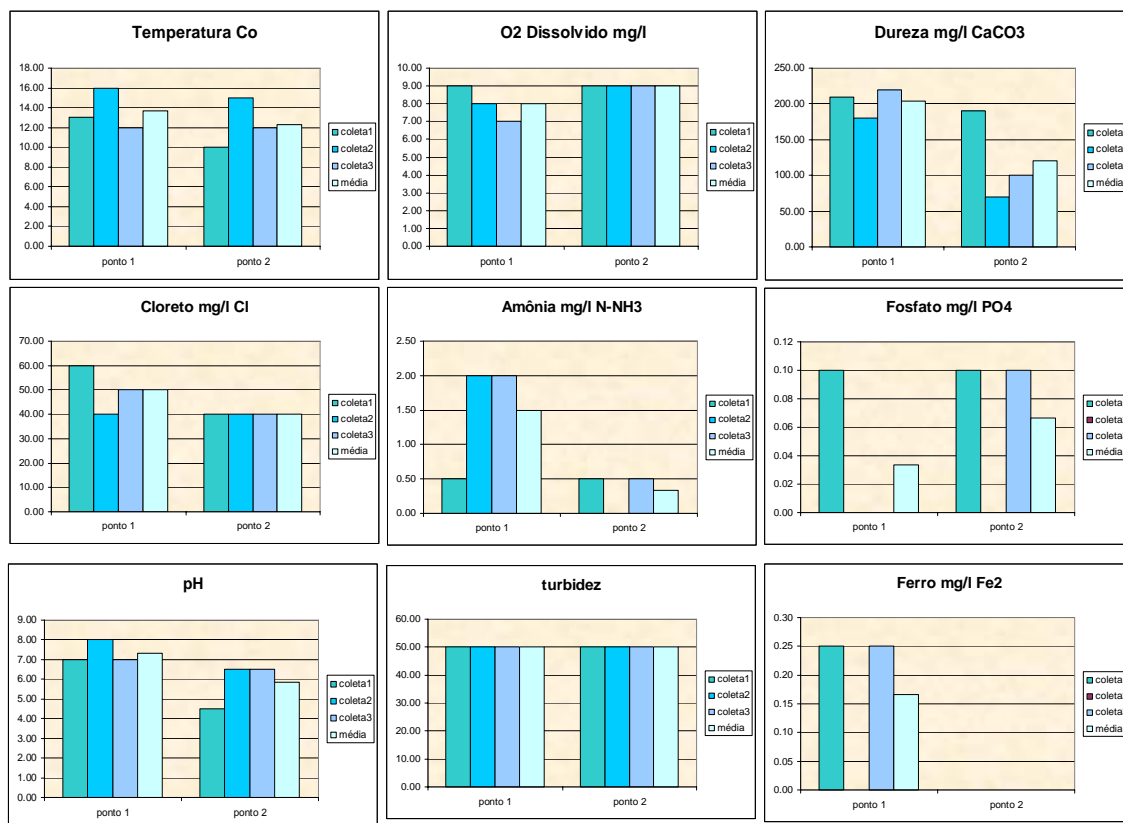 Temperatura Co
18.00
16.00
14.00
12.00
10.00
8.00
6.00
4.00
2.00
0.00
ponto 1 ponto 2
coleta1
coleta2
coleta3
média
O2 Dissolvido mg/l
10.00
9.00
8.00
7.00
6.00
5.00
4.00
3.00
2.00
1.00
0.00
ponto 1 ponto 2
coleta1
coleta2
coleta3
média
Dureza mg/l CaCO3
250.00
200.00
150.00
100.00
50.00
0.00
ponto 1 ponto 2
coleta
coleta
coleta
média
Cloreto mg/l Cl
70.00
60.00
50.00
40.00
30.00
20.00
10.00
0.00
ponto 1 ponto 2
coleta1
coleta2
coleta3
média
Amônia mg/l N-NH3
2.50
2.00
1.50
1.00
0.50
0.00
ponto 1 ponto 2
coleta1
coleta2
coleta3
média
Fosfato mg/l PO4
0.12
0.10
0.08
0.06
0.04
0.02
0.00
ponto 1 ponto 2
coleta
coleta
coleta
média
pH
9.00
8.00
7.00
6.00
5.00
4.00
3.00
2.00
1.00
0.00
ponto 1 ponto 2
coleta1
coleta2
coleta3
média
turbidez
60.00
50.00
40.00
30.00
20.00
10.00
0.00
ponto 1 ponto 2
coleta1
coleta2
coleta3
média
Ferro mg/l Fe2
0.30
0.25
0.20
0.15
0.10
0.05
0.00
ponto 1 ponto 2
coleta
coleta
coleta
média